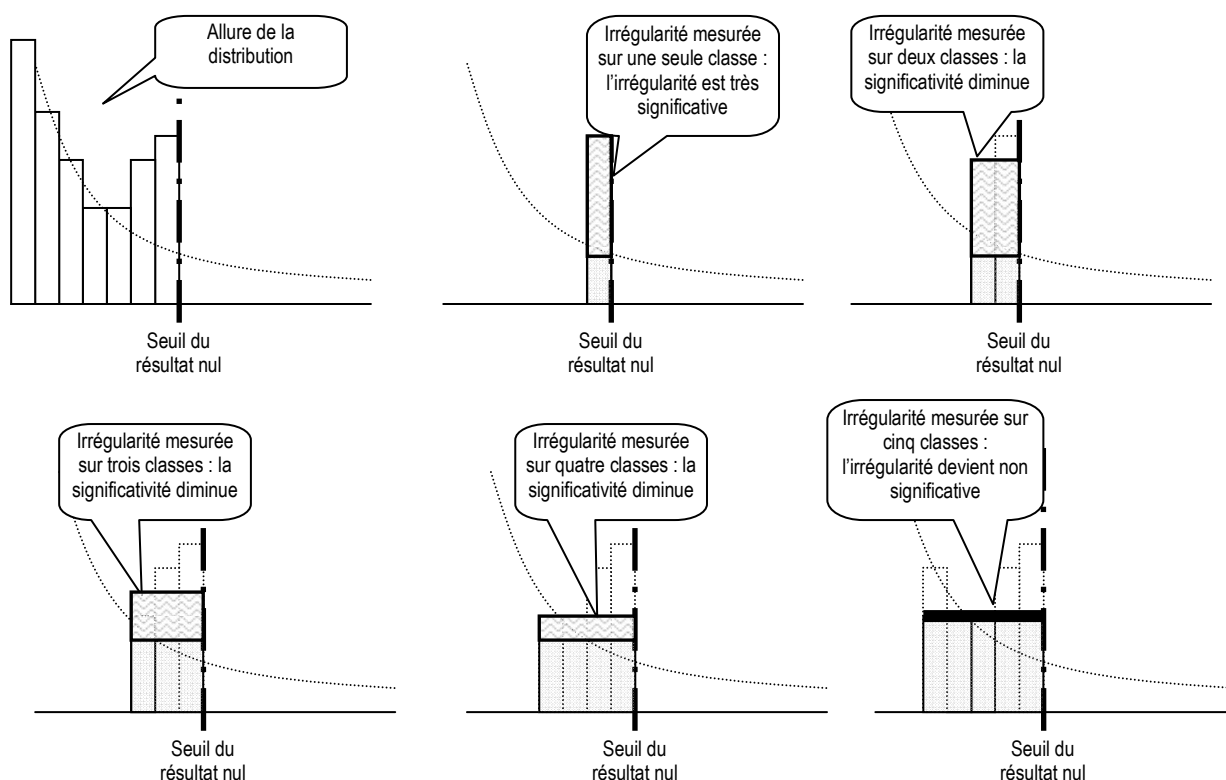 Allure de la
distribution
Seuil du
résultat nul
Irrégularité mesurée
sur une seule classe :
l'irrégularité est très
significative
Seuil du
résultat nul
Irrégularité mesurée
sur deux classes : la
significativité diminue
Seuil du
résultat nul
Irrégularité mesurée
sur trois classes : la
significativité diminue
Seuil du
résultat nul
Irrégularité mesurée
sur quatre classes : la
significativité diminue
Seuil du
résultat nul
Irrégularité mesurée sur
cinq classes :
l'irrégularité devient non
significative
Seuil du
résultat nul